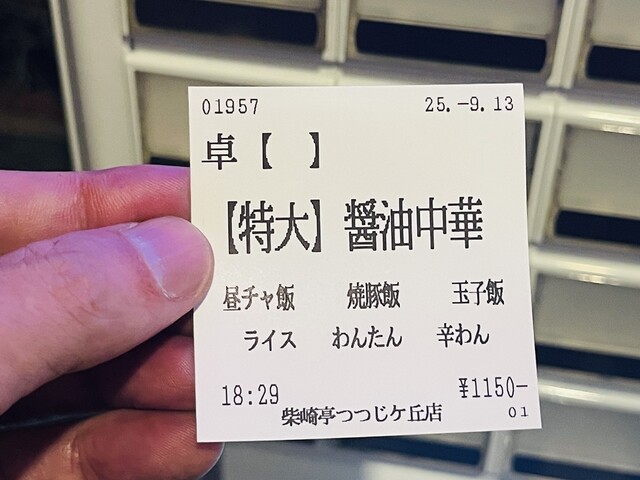 01957 25.-9.13
卓【 】
【特大】醤油中華
昼チャ飯 焼豚飯 玉子飯
ライス わんたん 辛わん
18:29 ¥1150-
柴崎亭つつじケ丘店 01